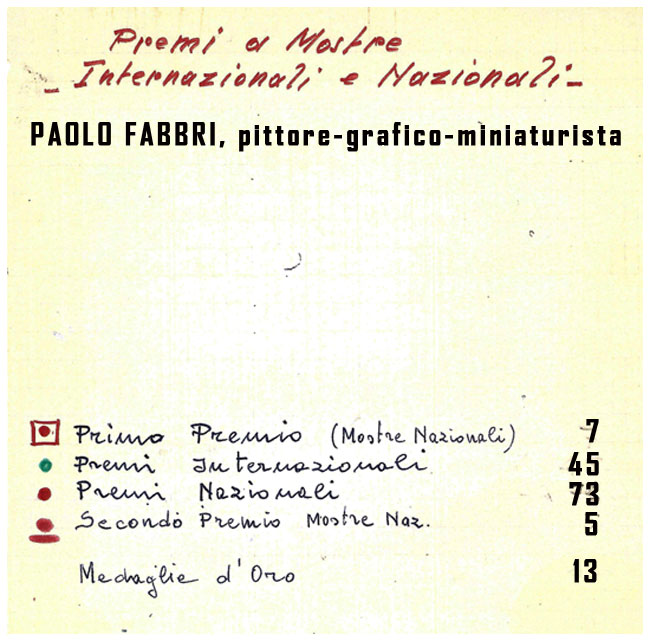 Premi a Mostre
_ Internazionali e Nazionali _
PAOLO FABBRI, pittore-grafico-miniaturista
Primo Premio (Mostre Nazionali) 7
Premi Internazionali 45
Premi Nazionali 73
Secondo Premio Mostre Naz. 5
Medaglie d'Oro 13